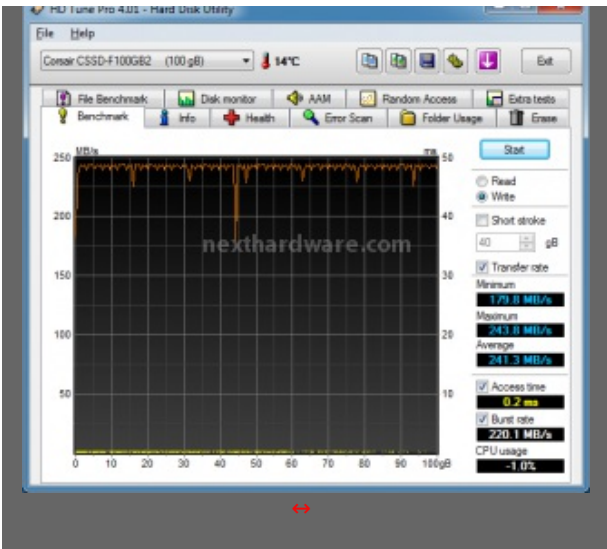 HD Tune Pro 4.01 - Hard Disk Utility
File Help
Corsair CSSD-F100GB2 (100 gB) 14°C Exit
File Benchmark Disk monitor AAM Random Access Extra tests
Benchmark Info Health Error Scan Folder Usage Erase
MB/s ms
250 50
200 40
150 30
100 20
50 10
0 10 20 30 40 50 60 70 80 90 100gB
nexthardware.com
Start
Read
Write
Short stroke
40 gB
Transfer rate
Minimum
179.8 MB/s
Maximum
243.8 MB/s
Average
241.3 MB/s
Access time
0.2 ms
Burst rate
220.1 MB/s
CPU usage
-1.0%